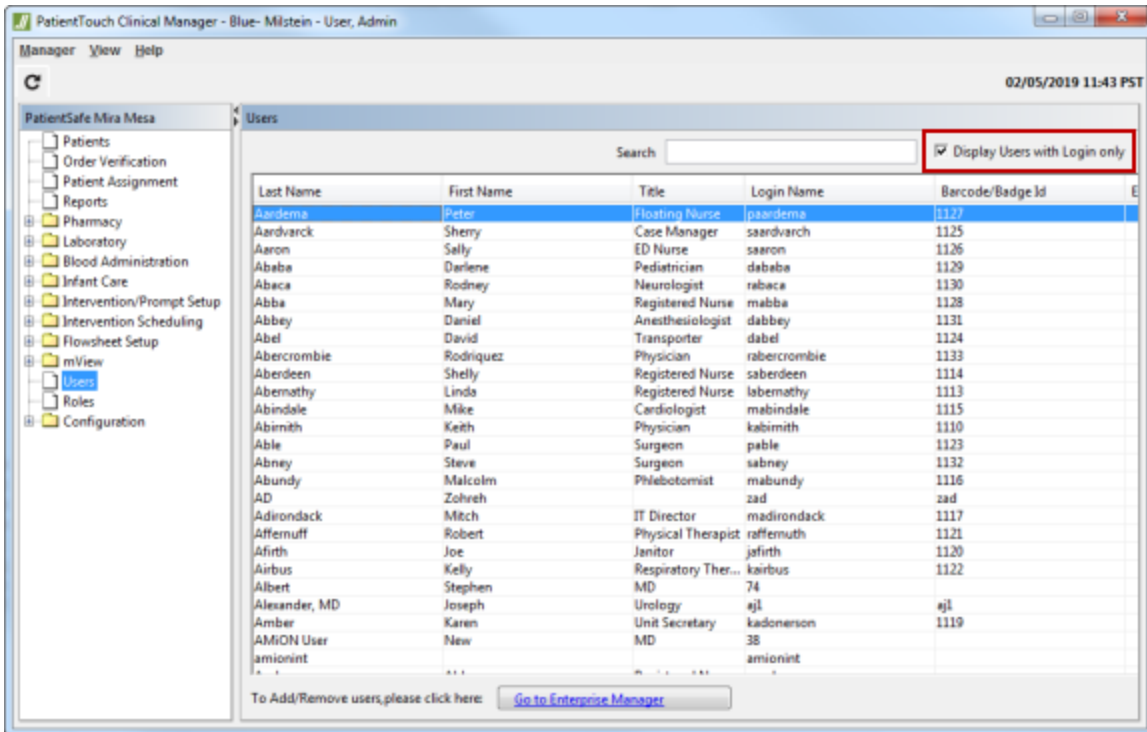 PatientTouch Clinical Manager - Blue- Milstein - User, Admin
Manager View Help
02/05/2019 11:43 PST
PatientSafe Mira Mesa
Patients
Order Verification
Patient Assignment
Reports
Pharmacy
Laboratory
Blood Administration
Infant Care
Intervention/Prompt Setup
Intervention Scheduling
Flowsheet Setup
mView
Users
Roles
Configuration
Users
Search
Display Users with Login only
Last Name First Name Title Login Name Barcode/Badge Id E
Aardema Peter Floating Nurse paardema 1127
Aardvarck Sherry Case Manager saardvarch 1125
Aaron Sally ED Nurse saaron 1126
Ababa Darlene Pediatrician dababa 1129
Abaca Rodney Neurologist rabaca 1130
Abba Mary Registered Nurse mabba 1128
Abbey Daniel Anesthesiologist dabbey 1131
Abel David Transporter dabel 1124
Abercrombie Rodriquez Physician rabercrombie 1133
Aberdeen Shelly Registered Nurse saberdeen 1114
Abernathy Linda Registered Nurse labernathy 1113
Abindale Mike Cardiologist mabindale 1115
Abirnith Keith Physician kabirnith 1110
Able Paul Surgeon pable 1123
Abney Steve Surgeon sabney 1132
Abundy Malcolm Phlebotomist mabundy 1116
AD Zohreh zad zad
Adirondack Mitch IT Director madirondack 1117
Affernuff Robert Physical Therapist raffernuth 1121
Afirth Joe Janitor jafirth 1120
Airbus Kelly Respiratory Ther... kairbus 1122
Albert Stephen MD 74
Alexander, MD Joseph Urology aj1 aj1
Amber Karen Unit Secretary kadonerson 1119
AMiON User New MD 38
amionint amionint
To Add/Remove users,please click here: Go to Enterprise Manager